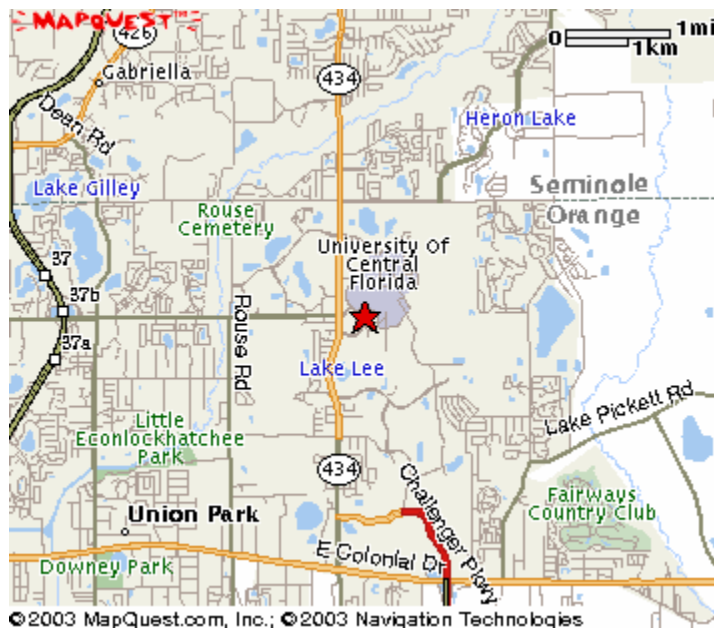 MAPQUEST
426
Gabriella
434
0 1mi
1km
Dean Rd
Heron Lake
Lake Gilley
Seminole
Orange
Rouse
Cemetery
University Of
Central
Florida
37
37b
Rouse Rd
37a
Lake Lee
Lake Pickett Rd
Little
Econlockhatchee
Park
434
Challenger Pkwy
Fairways
Country Club
Union Park
E Colonial Dr
Downey Park
©2003 MapQuest.com, Inc.; ©2003 Navigation Technologies